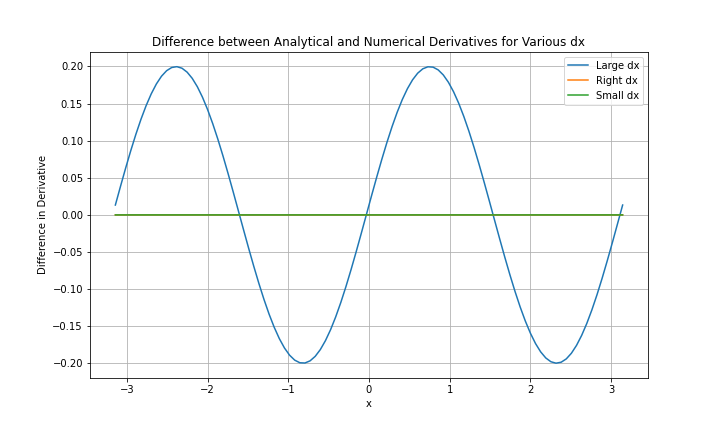 Difference between Analytical and Numerical Derivatives for Various dx
Large dx
Right dx
Small dx
Difference in Derivative
0.20
0.15
0.10
0.05
0.00
−0.05
−0.10
−0.15
−0.20
−3
−2
−1
0
1
2
3
x